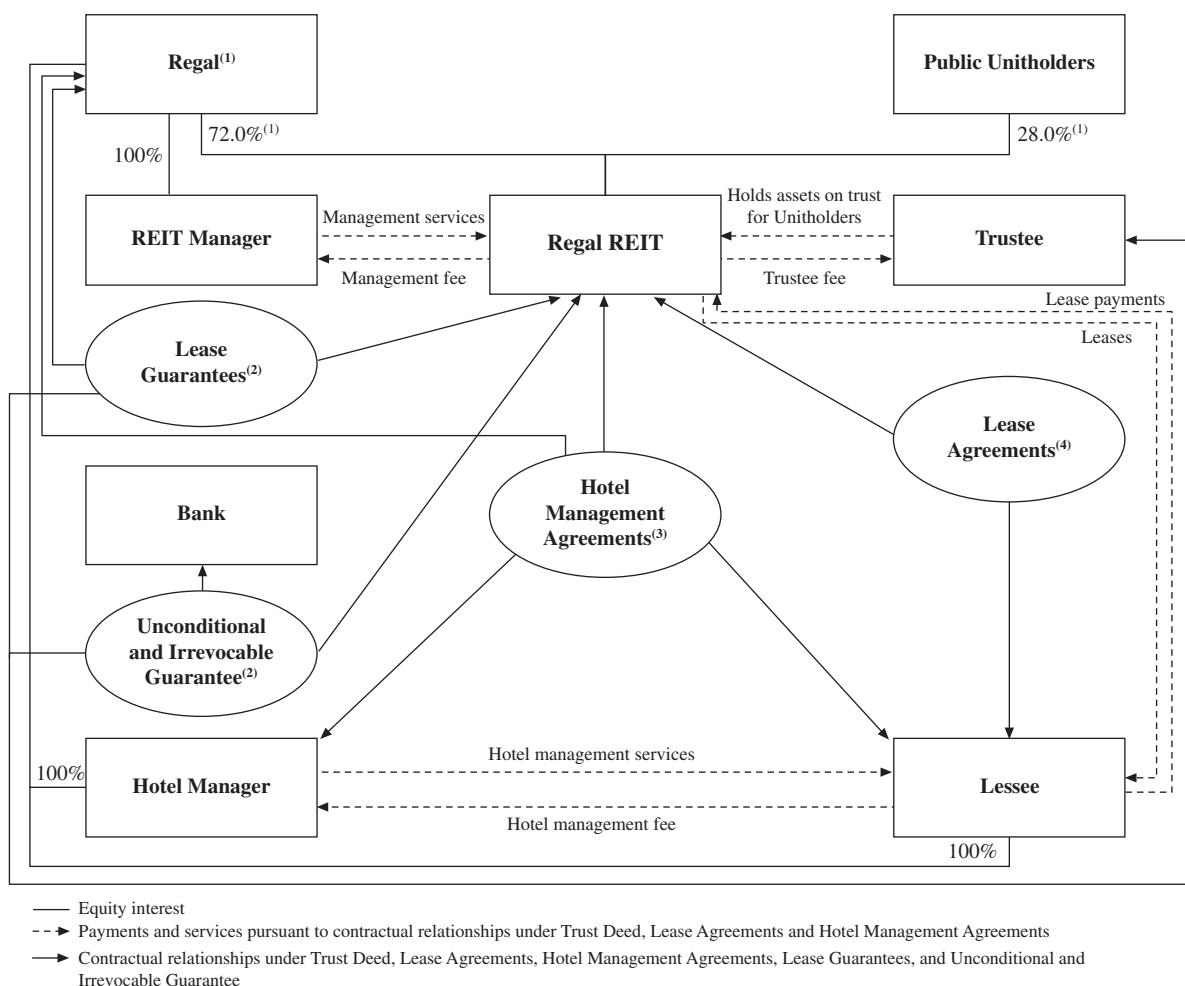 Regal(1)
Public Unitholders
72.0%(1)
28.0%(1)
100%
Management services
Holds assets on trust
for Unitholders
REIT Manager
Regal REIT
Trustee
Management fee
Trustee fee
Lease payments
Leases
Lease
Guarantees(2)
Lease
Agreements(4)
Bank
Hotel
Management
Agreements(3)
Unconditional
and Irrevocable
Guarantee(2)
Hotel management services
100%
Hotel Manager
Lessee
Hotel management fee
100%
Equity interest
Payments and services pursuant to contractual relationships under Trust Deed, Lease Agreements and Hotel Management Agreements
Contractual relationships under Trust Deed, Lease Agreements, Hotel Management Agreements, Lease Guarantees, and Unconditional and
Irrevocable Guarantee